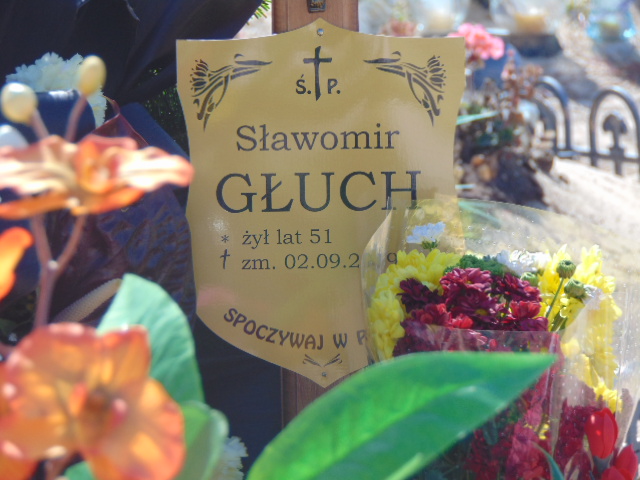 Ś. P.
Sławomir
GŁUCH
* żył lat 51
† zm. 02.09.2
SPOCZYWAJ W